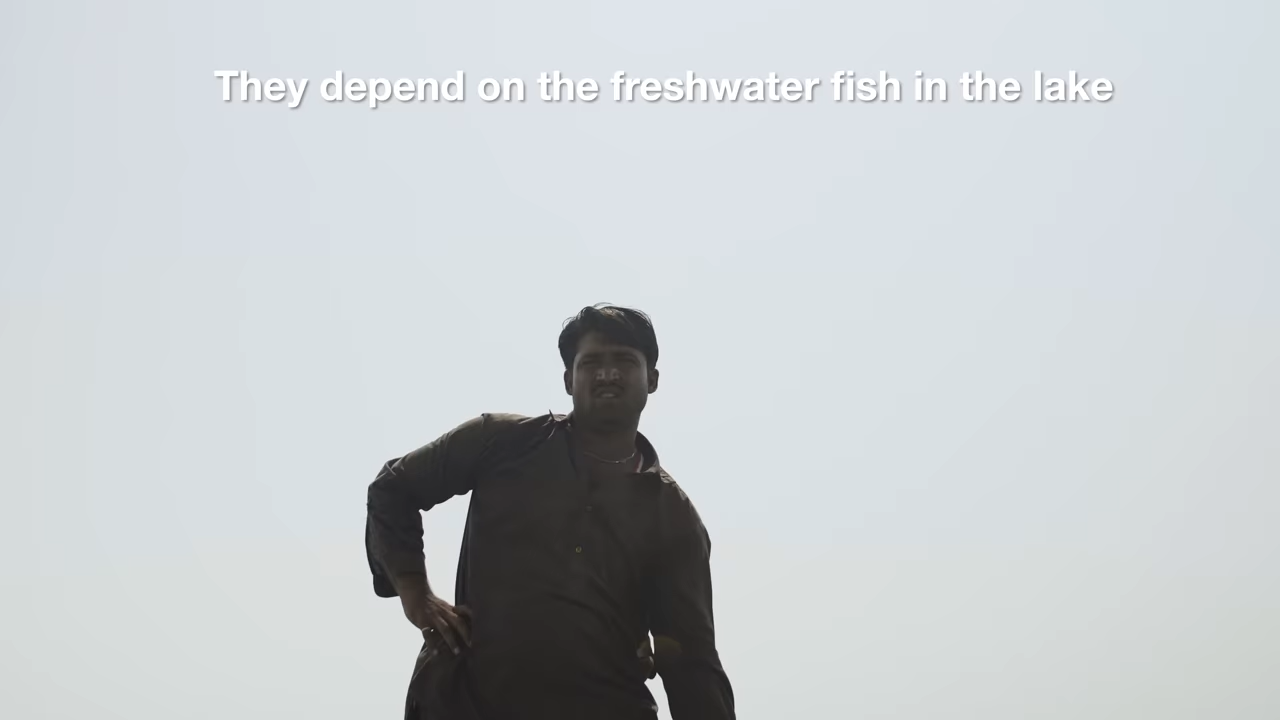 They depend on the freshwater fish in the lake